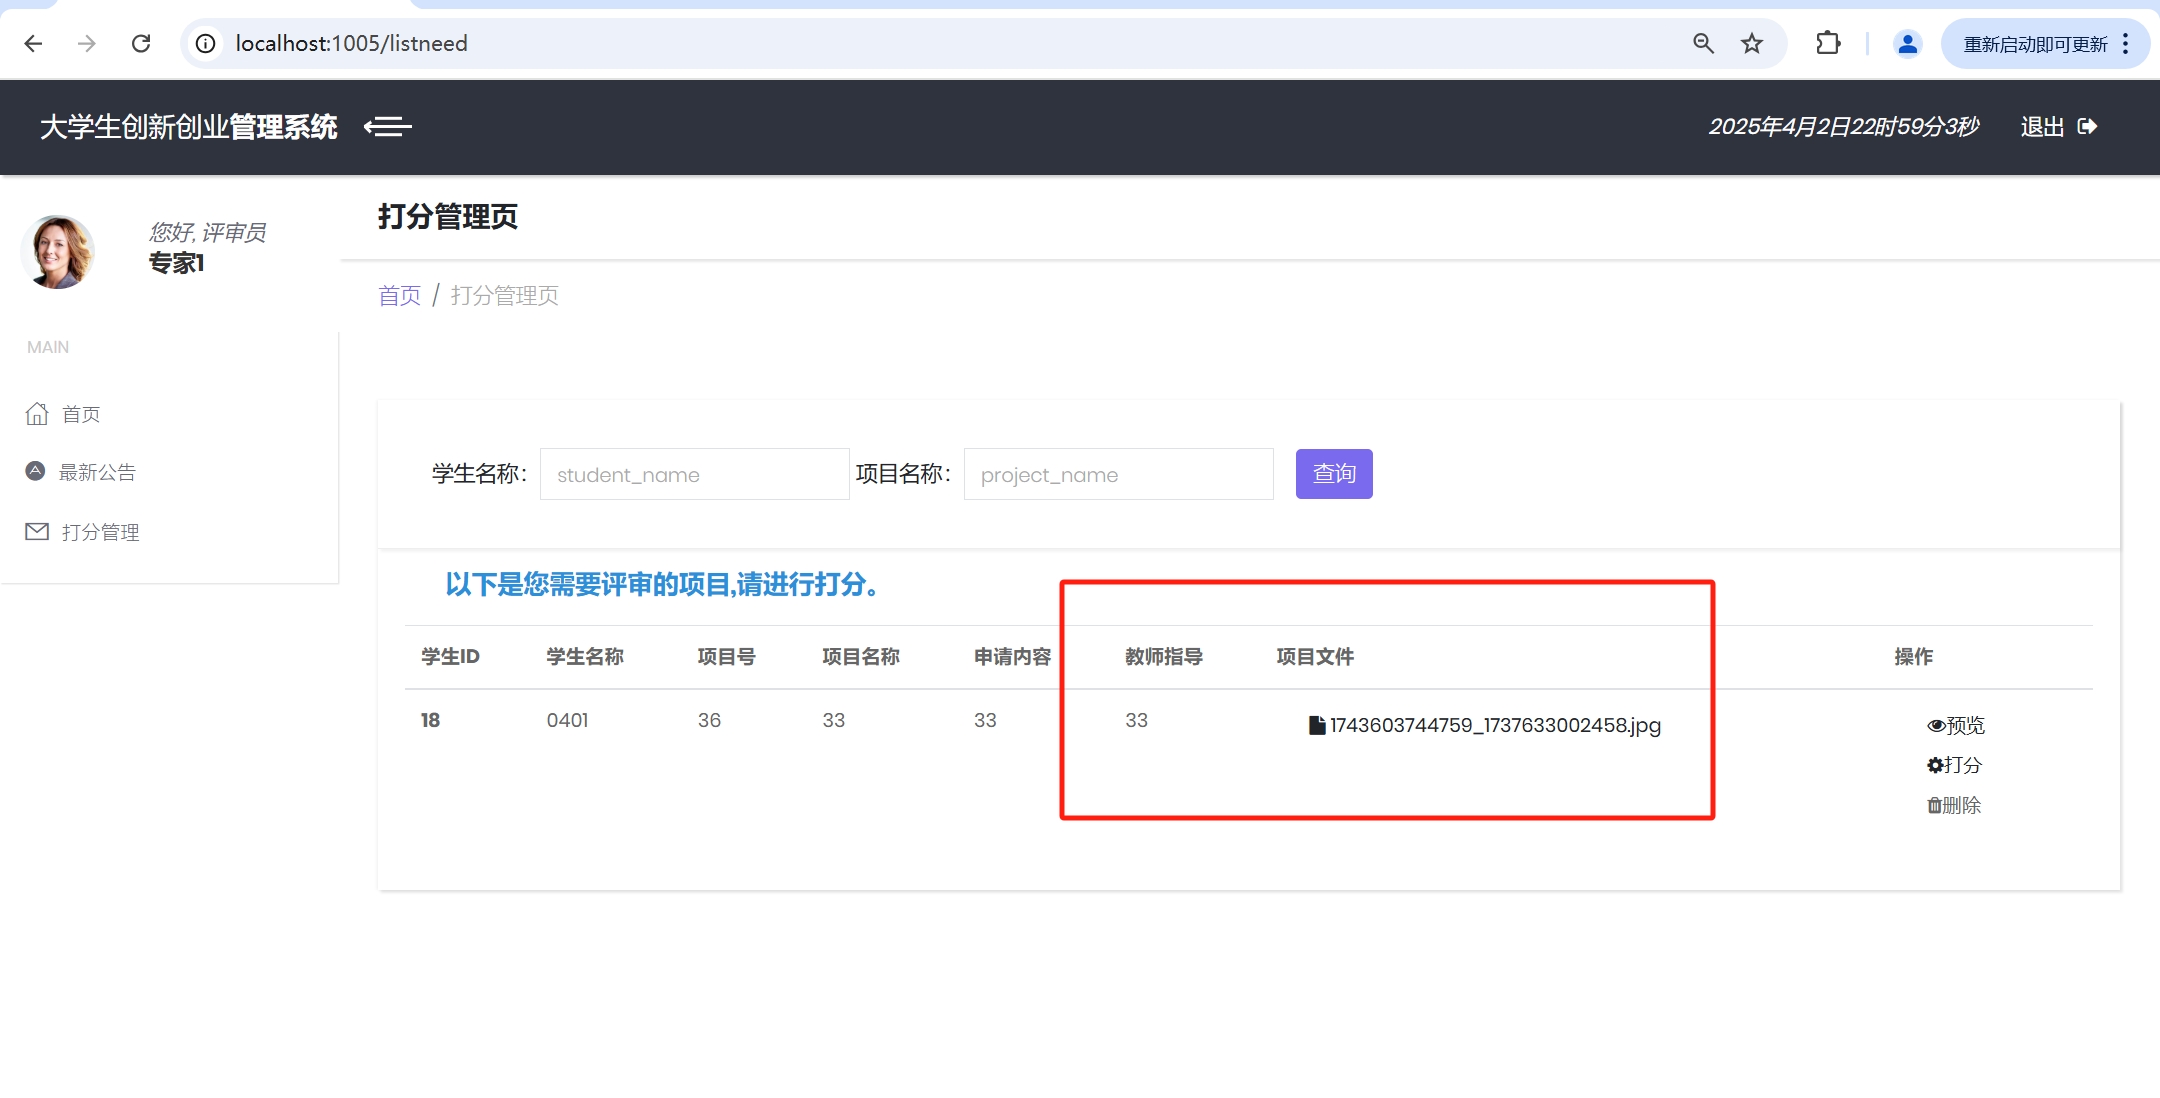 localhost:1005/listneed
重新启动即可更新
大学生创新创业管理系统
2025年4月2日22时59分3秒
退出
您好, 评审员
专家1
打分管理页
首页 / 打分管理页
MAIN
首页
最新公告
打分管理
学生名称： student_name 项目名称： project_name 查询
以下是您需要评审的项目,请进行打分。
学生ID 学生名称 项目号 项目名称 申请内容 教师指导 项目文件 操作
18 0401 36 33 33 33 1743603744759_1737633002458.jpg 预览
打分
删除